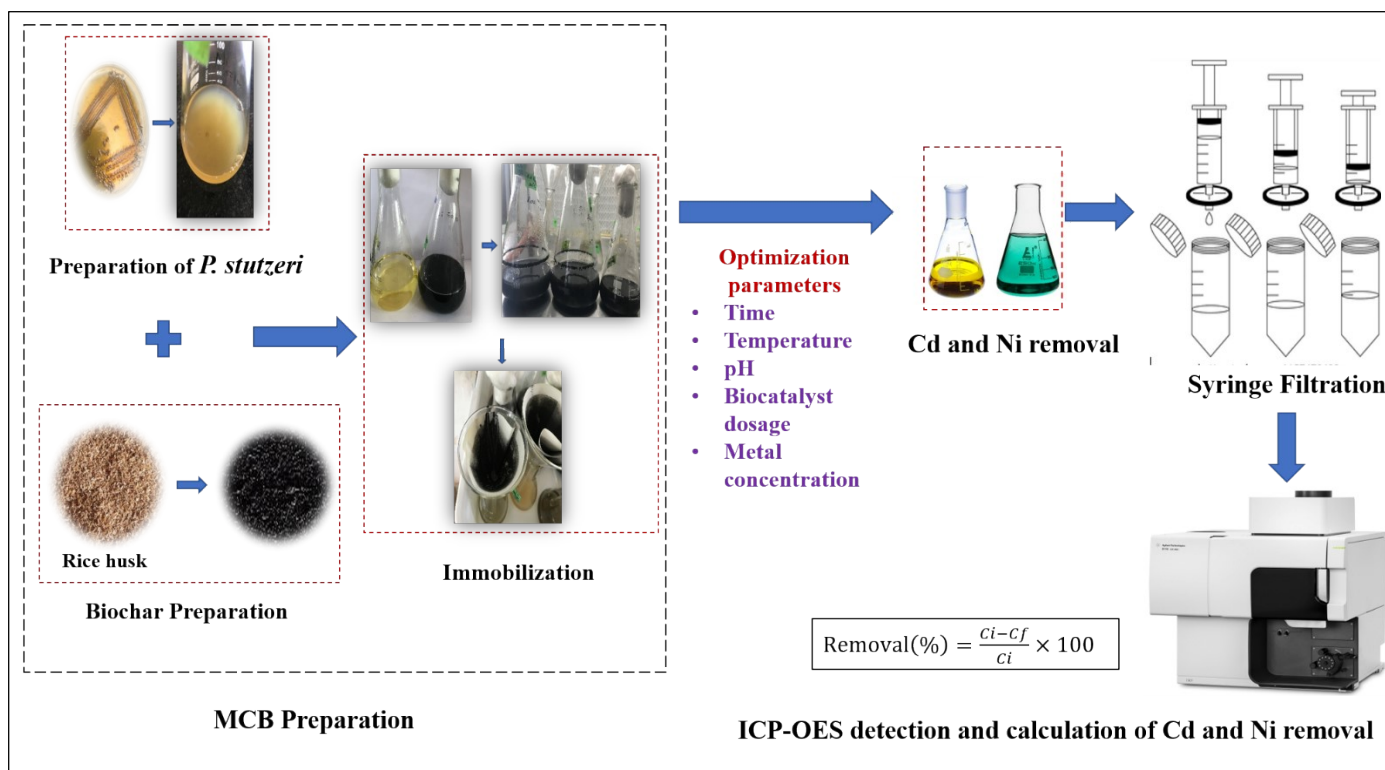 Preparation of P. stutzeri
Rice husk
Biochar Preparation
Immobilization
MCB Preparation
Optimization
parameters
• Time
• Temperature
• pH
• Biocatalyst
dosage
• Metal
concentration
Cd and Ni removal
Syringe Filtration
Removal(%) = \frac{Ci−Cf}{Ci} × 100
ICP-OES detection and calculation of Cd and Ni removal